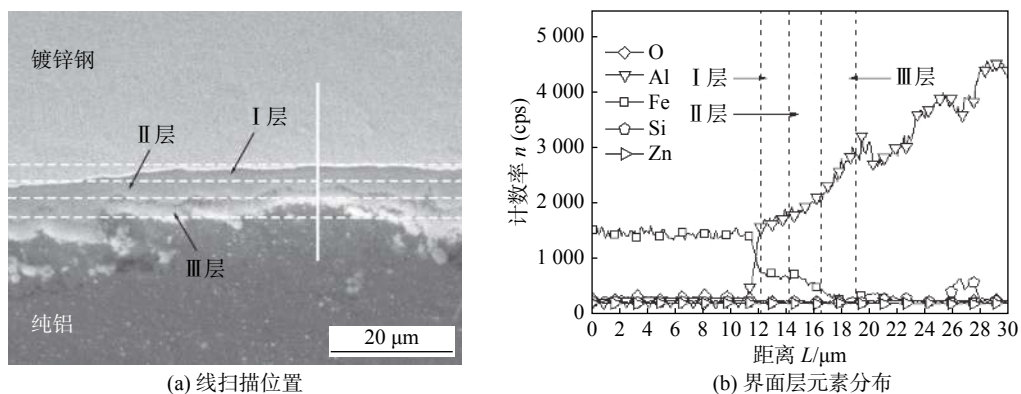 镀锌钢
Ⅱ层
Ⅰ层
Ⅲ层
纯铝
20 μm
(a) 线扫描位置
5 000
4 000
3 000
2 000
1 000
0
计数率 n (cps)
O
Al
Fe
Si
Zn
Ⅰ层
Ⅱ层
Ⅲ层
0 2 4 6 8 10 12 14 16 18 20 22 24 26 28 30
距离 L/μm
(b) 界面层元素分布